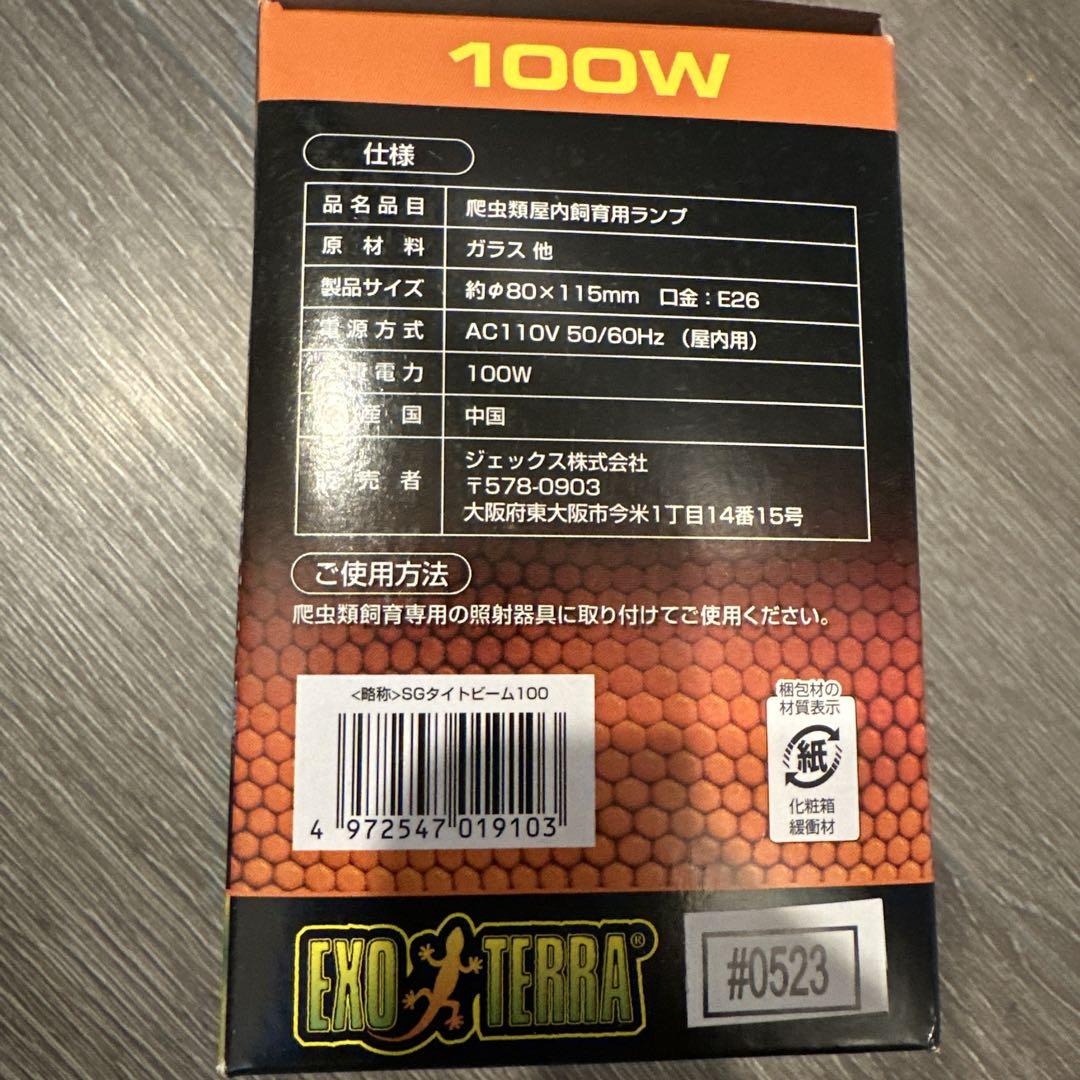 100W
仕様
品名品目 爬虫類屋内飼育用ランプ
原材料 ガラス 他
製品サイズ 約φ80×115mm 口金：E26
電源方式 AC110V 50/60Hz （屋内用）
電力 100W
産国 中国
販売者 ジェックス株式会社
〒578-0903
大阪府東大阪市今米1丁目14番15号
ご使用方法
爬虫類飼育専用の照射器具に取り付けてご使用ください。
<略称>SGタイトビーム100
4 972547 019103
梱包材の
材質表示
紙
化粧箱
緩衝材
EXO TERRA®
#0523